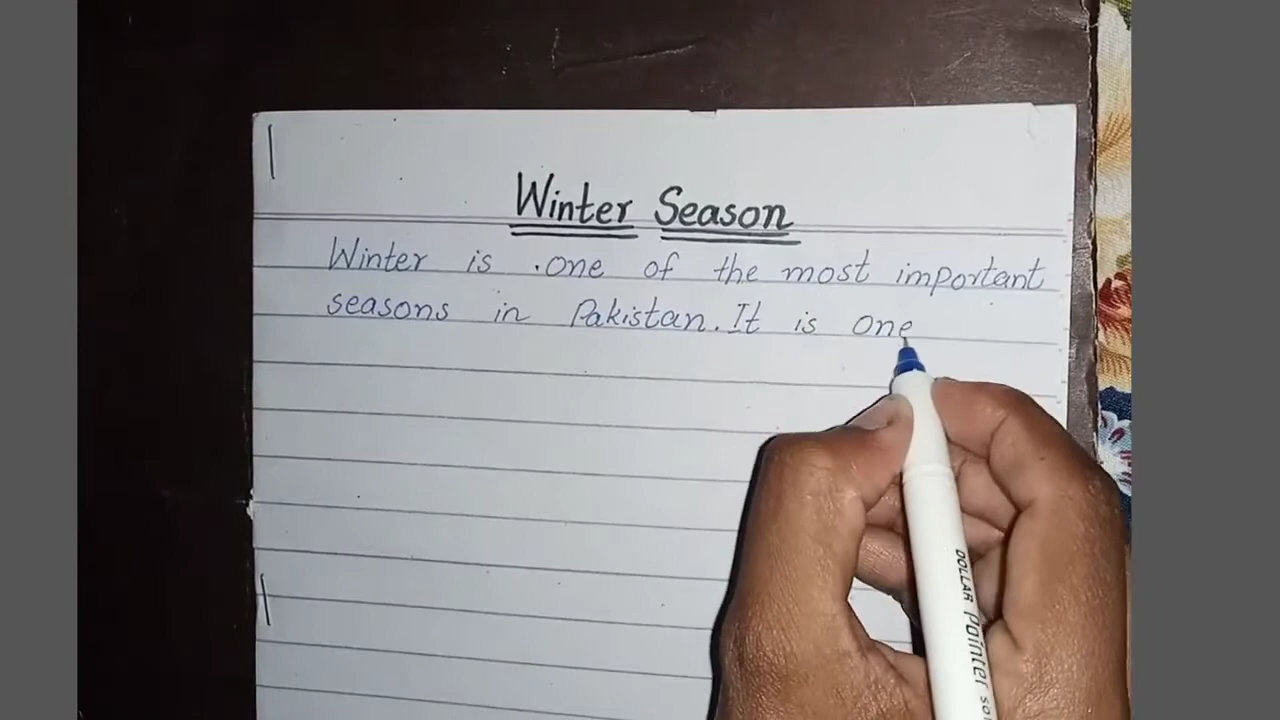 Winter Season
Winter is .one of the most important
seasons in Pakistan. It is one
DOLLAR Pointer